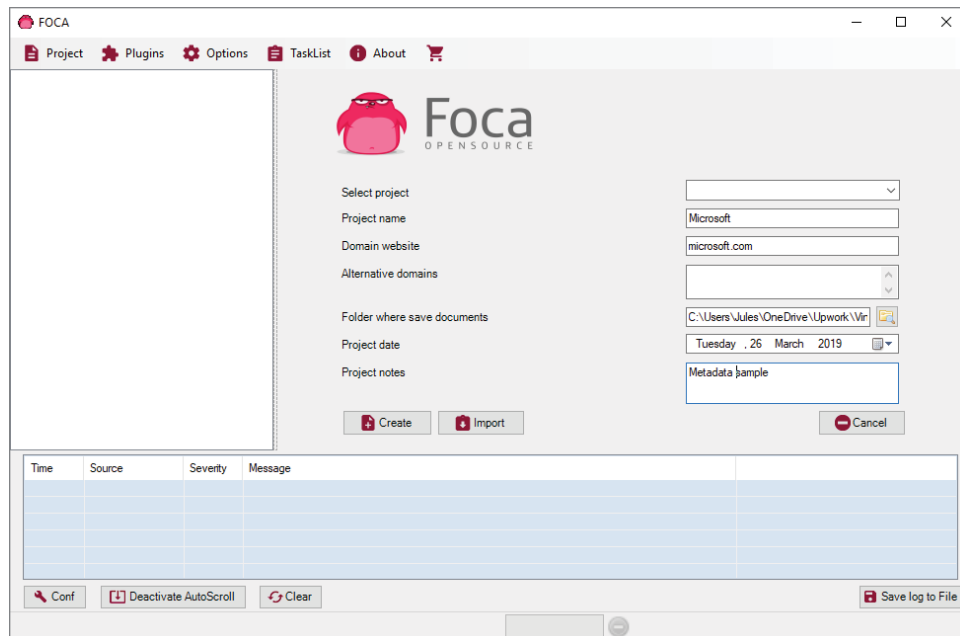 FOCA
Project Plugins Options TaskList About
Foca
OPENSOURCE
Select project
Project name Microsoft
Domain website microsoft.com
Alternative domains
Folder where save documents C:\Users\Jules\OneDrive\Upwork\Vir
Project date Tuesday , 26 March 2019
Project notes Metadata sample
Create Import Cancel
Time Source Severity Message
Conf Deactivate AutoScroll Clear Save log to File